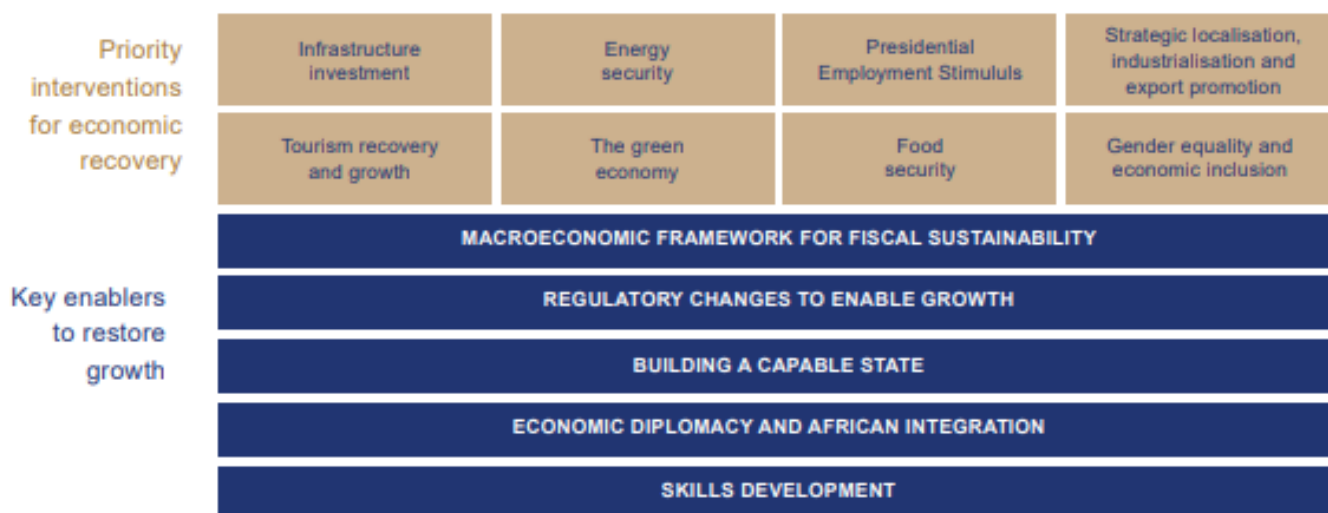 Priority
interventions
for economic
recovery
Infrastructure
investment
Energy
security
Presidential
Employment Stimululs
Strategic localisation,
industrialisation and
export promotion
Tourism recovery
and growth
The green
economy
Food
security
Gender equality and
economic inclusion
Key enablers
to restore
growth
MACROECONOMIC FRAMEWORK FOR FISCAL SUSTAINABILITY
REGULATORY CHANGES TO ENABLE GROWTH
BUILDING A CAPABLE STATE
ECONOMIC DIPLOMACY AND AFRICAN INTEGRATION
SKILLS DEVELOPMENT